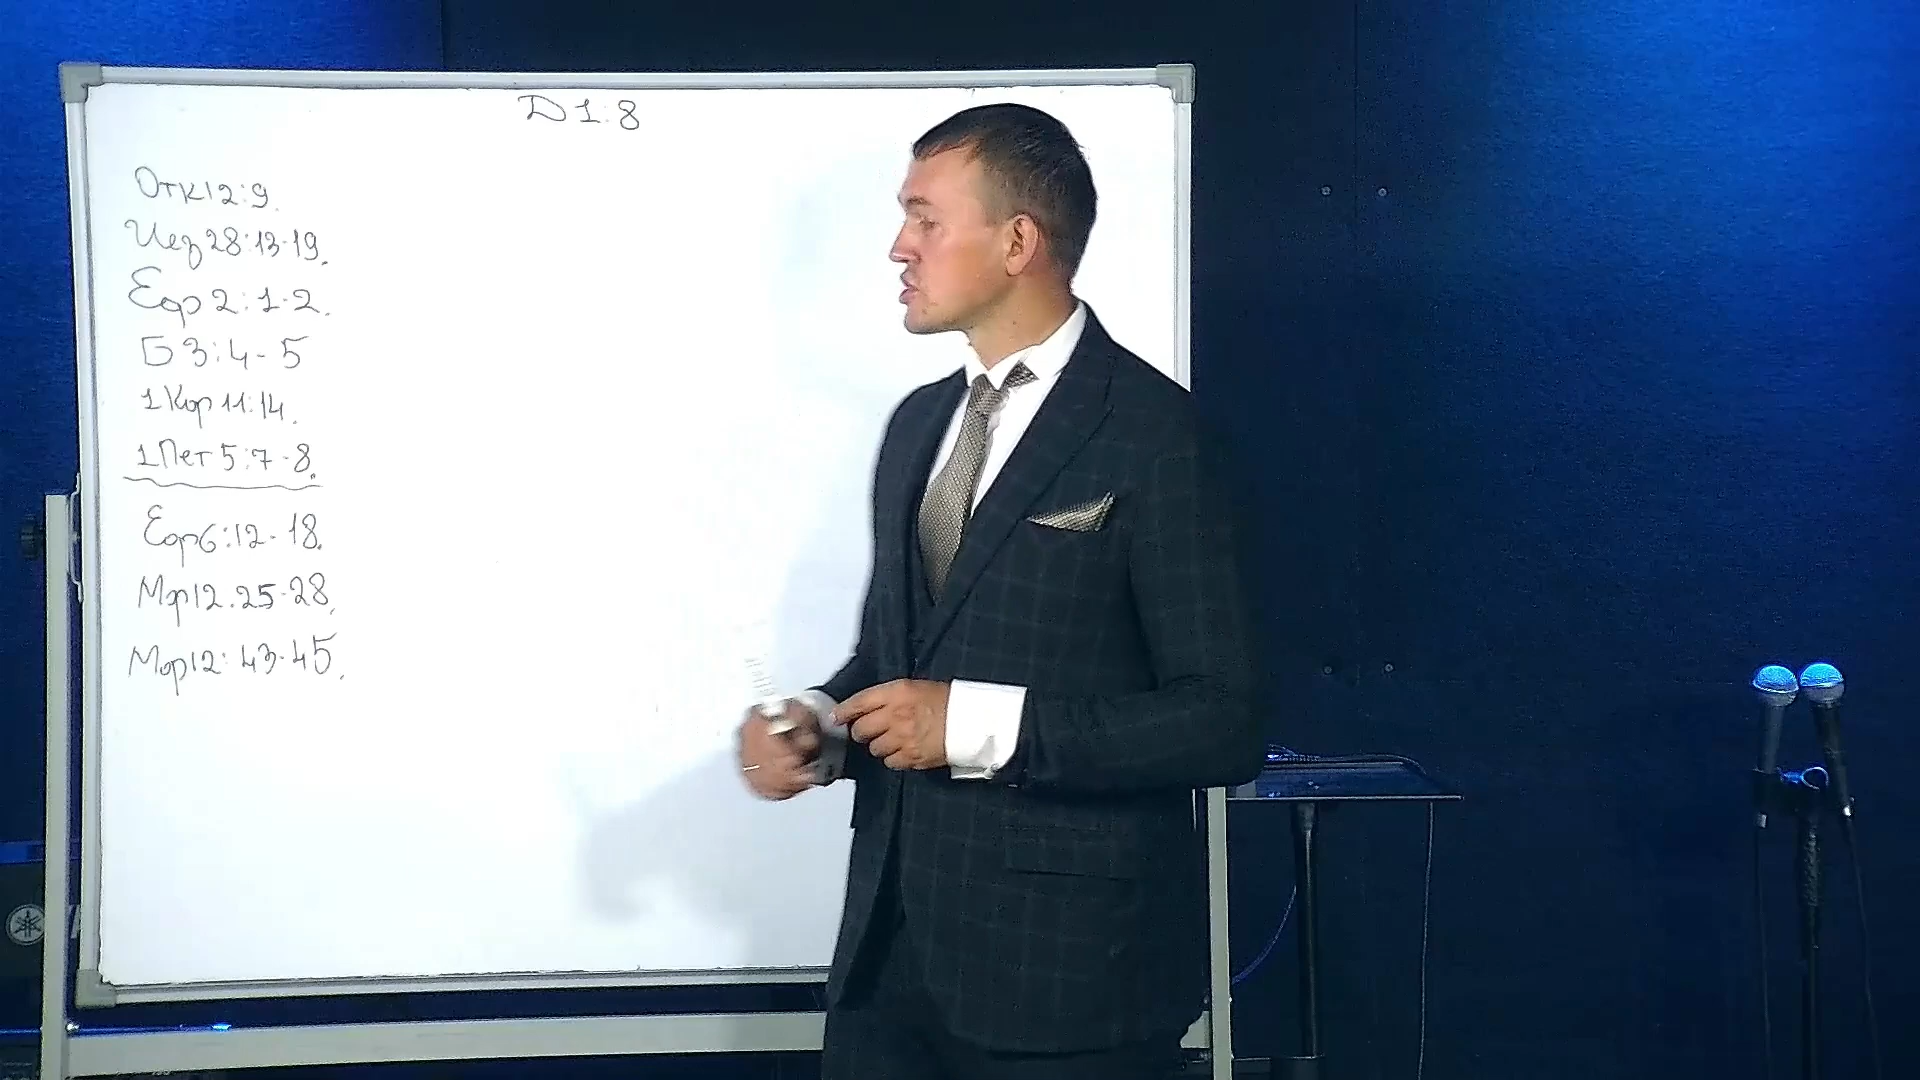 Д 1:8
Отк 12:9.
Иез 28:13-19.
Еф 2:1-2.
Б 3:4-5
1 Кор 11:14.
1 Пет 5:7-8.
Еф 6:12-18.
Мф 12.25-28.
Мф 12:43-45.